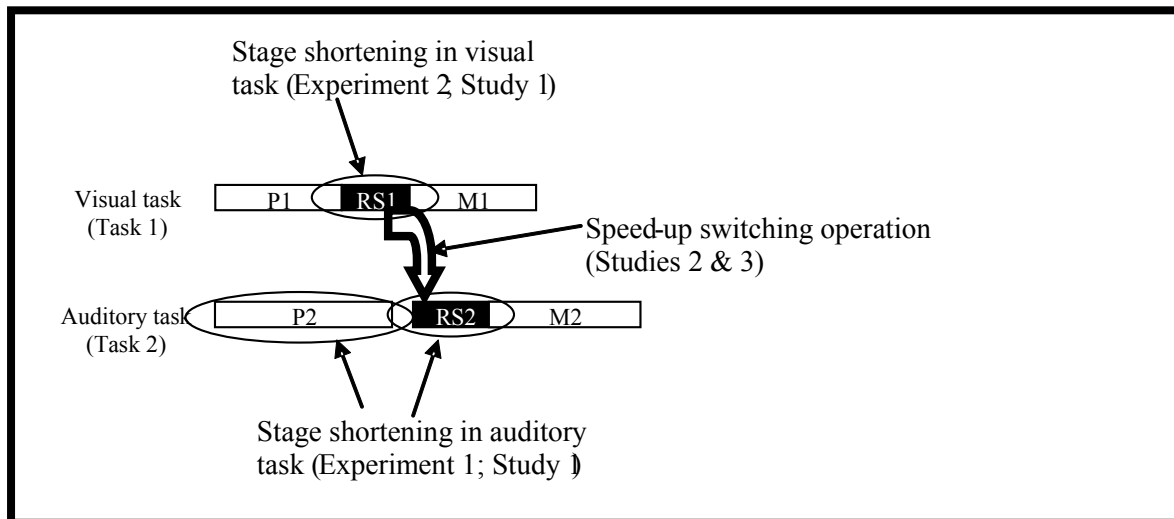 Stage shortening in visual
task (Experiment 2; Study 1)
P1 RS1 M1
Visual task
(Task 1)
Speed-up switching operation
(Studies 2 & 3)
P2 RS2 M2
Auditory task
(Task 2)
Stage shortening in auditory
task (Experiment 1; Study 1)